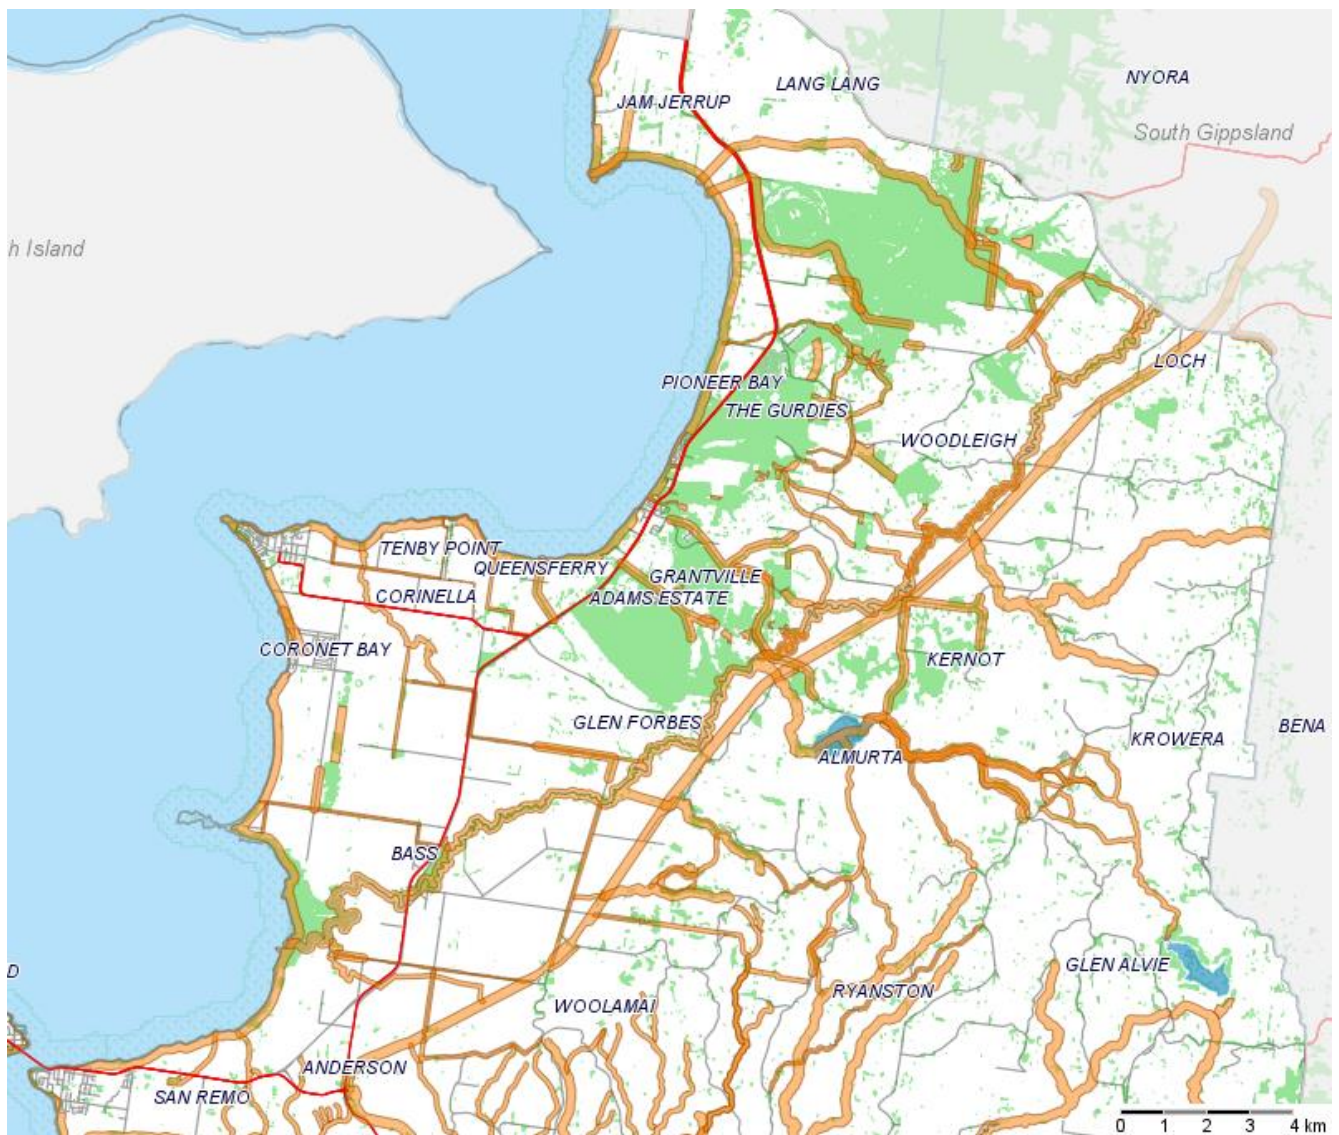 NYORA
LANG LANG
JAM JERRUP
South Gippsland
h Island
LOCH
PIONEER BAY
THE GURDIES
WOODLEIGH
TENBY POINT
QUEENSFERRY
GRANTVILLE
CORINELLA
ADAMS ESTATE
CORONET BAY
KERNOT
GLEN FORBES
BENA
KROWERA
ALMURTA
BASS
GLEN ALVIE
D
RYANSTON
WOOLAMAI
ANDERSON
SAN REMO
0 1 2 3 4 km